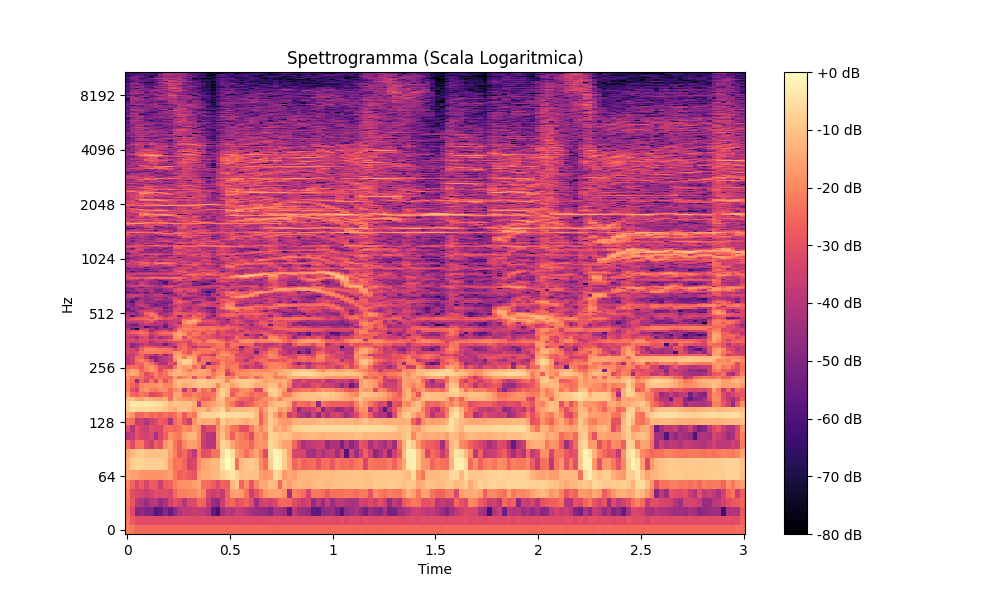 Spettrogramma (Scala Logaritmica)
Hz
8192
4096
2048
1024
512
256
128
64
0
0 0.5 1 1.5 2 2.5 3
Time
+0 dB
-10 dB
-20 dB
-30 dB
-40 dB
-50 dB
-60 dB
-70 dB
-80 dB